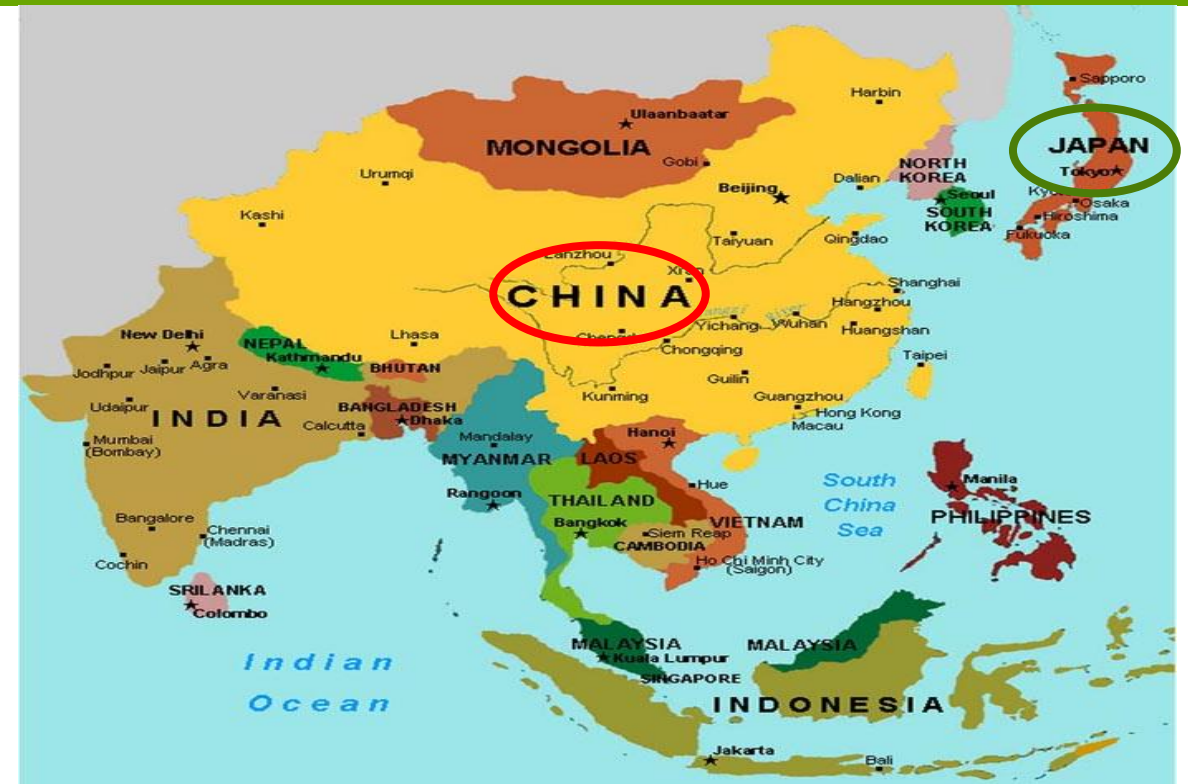 Sapporo
Harbin
Ulaanbaatar
MONGOLIA
JAPAN
Gobi
NORTH
KOREA
Tokyo
Urumqi
Beijing
Dalian
Seoul
Osaka
Kashi
SOUTH
KOREA
Hiroshima
Fukuoka
Taiyuan
Qingdao
Lanzhou
CHINA
Shanghai
Hangzhou
River
Yichang
Wuhan
Huangshan
New Delhi
NEPAL
Lhasa
Chongqing
Kathmandu
Taipei
Jodhpur
Jaipur
Agra
BHUTAN
Guilin
Varanasi
Kunming
Guangzhou
Udaipur
INDIA
BANGLADESH
Dhaka
Calcutta
Hong Kong
Macau
Mumbai
(Bombay)
Mandalay
Hanoi
MYANMAR
LAOS
Rangoon
THAILAND
Hue
South
China
Sea
Manila
PHILIPPINES
Bangalore
Chennai
(Madras)
Bangkok
VIETNAM
Siem Reap
CAMBODIA
Cochin
Ho Chi Minh City
(Saigon)
SRILANKA
Colombo
MALAYSIA
MALAYSIA
Kuala Lumpur
SINGAPORE
Indian
Ocean
INDONESIA
Jakarta
Bali